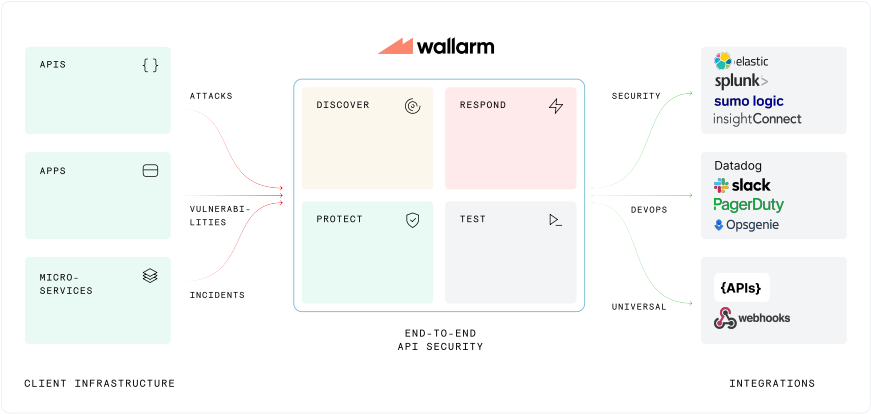 wallarm
APIS
{ }
APPS
MICRO-
SERVICES
CLIENT INFRASTRUCTURE
ATTACKS
VULNERABI-
LITIES
INCIDENTS
DISCOVER
RESPOND
PROTECT
TEST
END-TO-END
API SECURITY
SECURITY
DEVOPS
UNIVERSAL
elastic
splunk>
sumo logic
insightConnect
Datadog
slack
PagerDuty
Opsgenie
{APIs}
webhooks
INTEGRATIONS